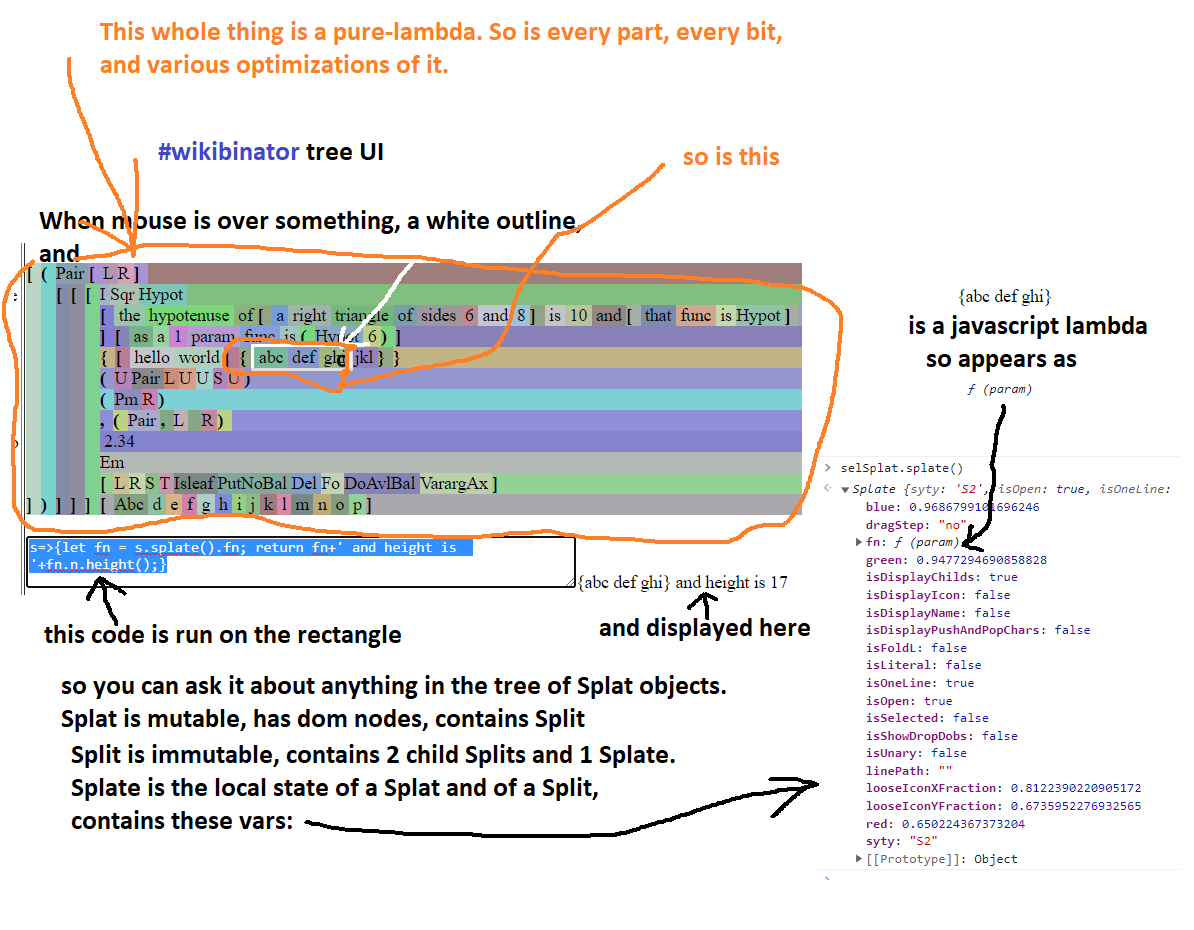 This whole thing is a pure-lambda. So is every part, every bit,
and various optimizations of it.
#wikibinator tree UI
so is this
When mouse is over something, a white outline,
and
[ ( Pair [ L R ]
[ [ [ I Sqr Hypot
[ the hypotenuse of [ a right triangle of sides 6 and 8 ] is 10 and [ that func is Hypot ]
] [ as a 1 param func is ( Hypot 6 ) ]
{ [ hello world { abc def ghi jkl } }
( U Pair L U U S U )
( Pm R )
, ( Pair , L R )
2.34
Em
[ L R S T Isleaf PutNoBal Del Fo DoAvlBal VarargAx ]
] ) ] ] ] [ Abc d e f g h i j k l m n o p ]
s=>{let fn = s.splate().fn; return fn+' and height is
'+fn.n.height();}
{abc def ghi} and height is 17
this code is run on the rectangle
and displayed here
so you can ask it about anything in the tree of Splat objects.
Splat is mutable, has dom nodes, contains Split
Split is immutable, contains 2 child Splits and 1 Splate.
Splate is the local state of a Splat and of a Split,
contains these vars:
{abc def ghi}
is a javascript lambda
so appears as
ƒ (param)
> selSplat.splate()
Splate {syty: 'S2', isOpen: true, isOneLine:
blue: 0.9686799101696246
dragStep: "no"
fn: ƒ (param)
green: 0.9477294690858828
isDisplayChilds: true
isDisplayIcon: false
isDisplayName: false
isDisplayPushAndPopChars: false
isFoldL: false
isLiteral: false
isOneLine: true
isOpen: true
isSelected: false
isShowDropDobs: false
isUnary: false
linePath: ""
looseIconXFraction: 0.8122390220905172
looseIconYFraction: 0.6735952276932565
red: 0.650224367373204
syty: "S2"
[[Prototype]]: Object